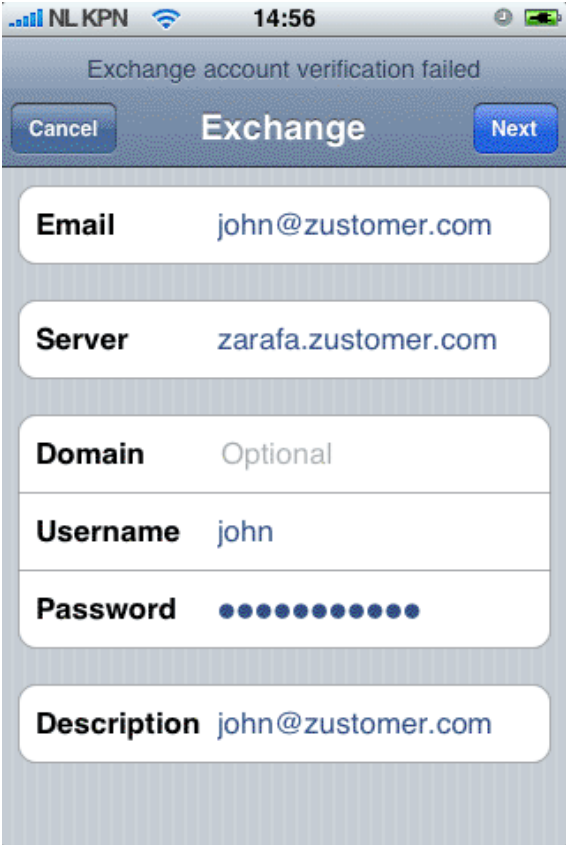 NL KPN 14:56
Exchange account verification failed
Cancel Exchange Next
Email john@zustomer.com
Server zarafa.zustomer.com
Domain Optional
Username john
Password ●●●●●●●●●●●
Description john@zustomer.com